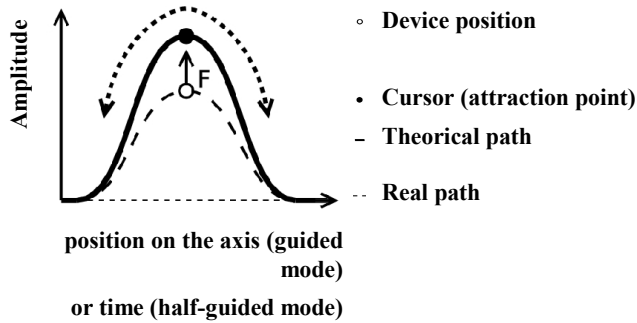 Amplitude
F
position on the axis (guided
mode)
or time (half-guided mode)
Device position
Cursor (attraction point)
Theorical path
Real path